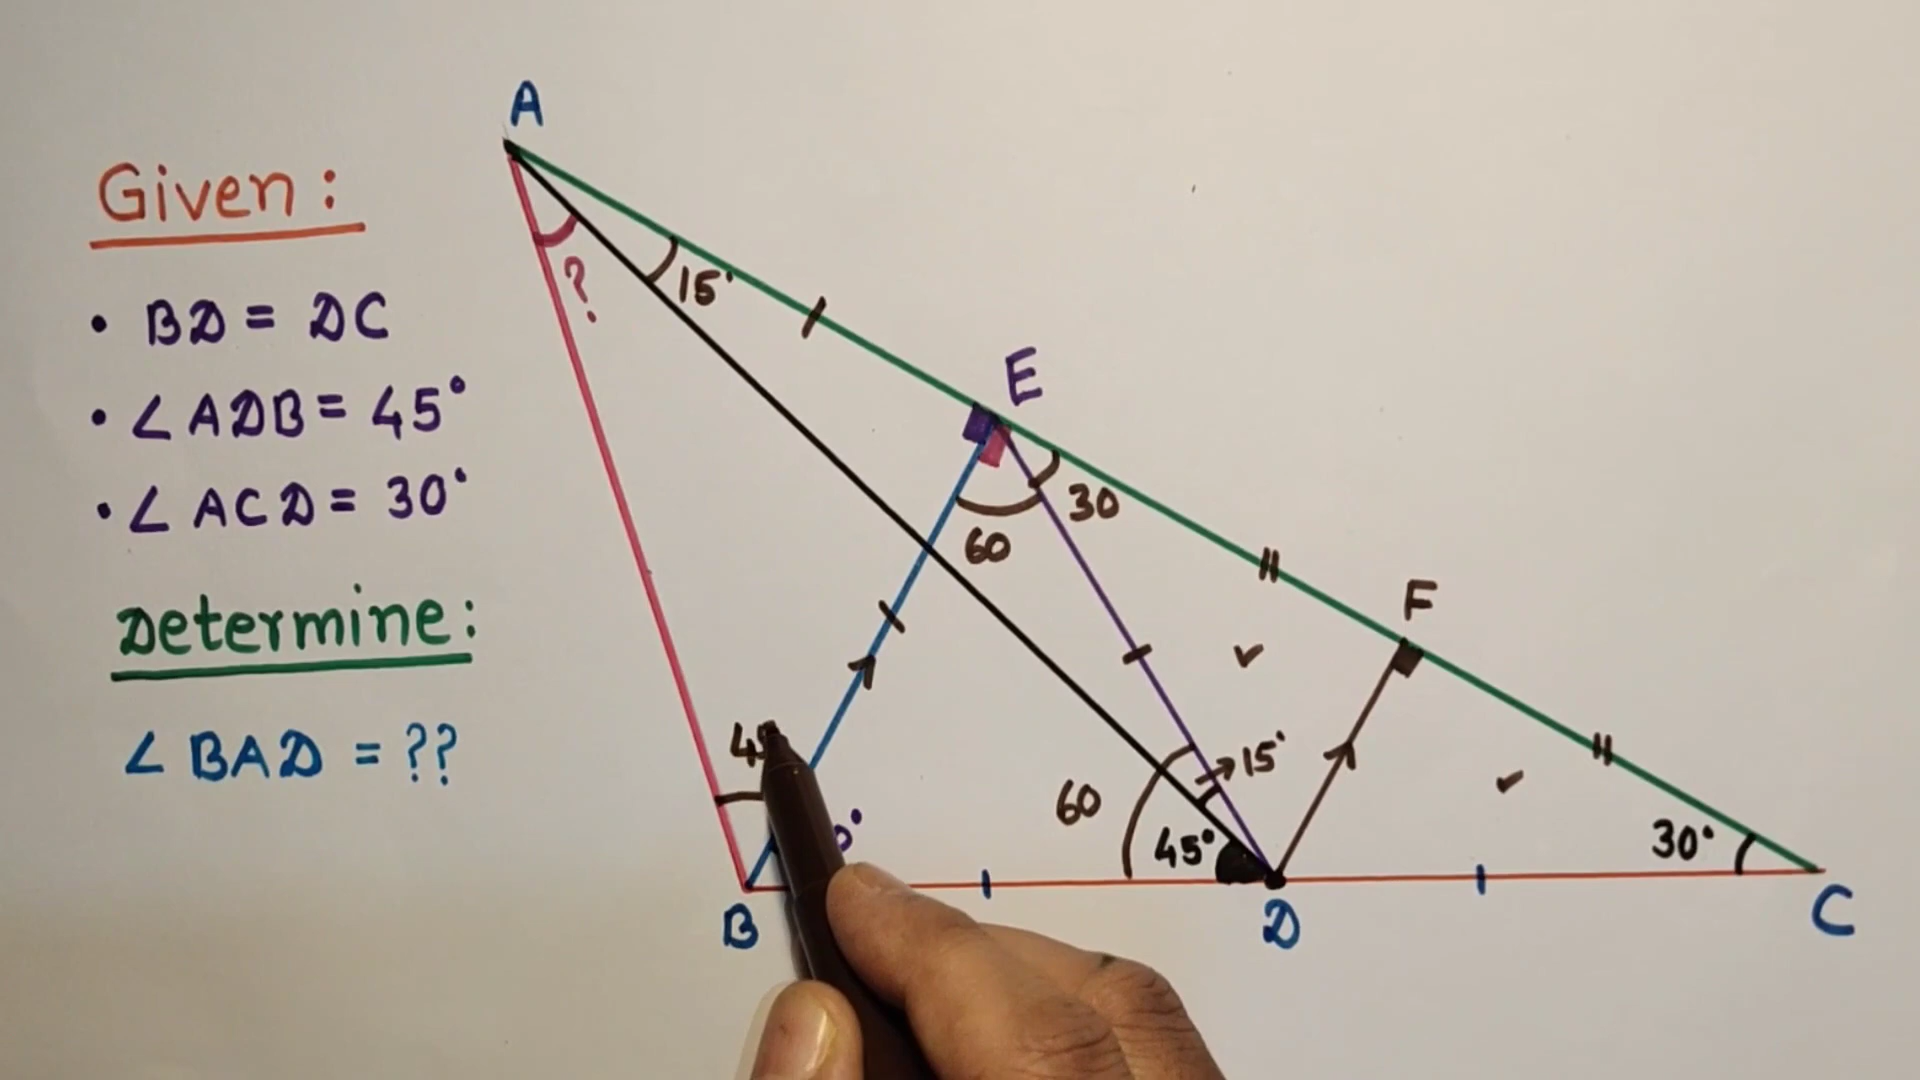 Given :
• BD = DC
• ∠ADB = 45°
• ∠ACD = 30°
Determine :
∠BAD = ??
A
?
15°
E
30
60
F
15°
60
45°
30°
B
D
C